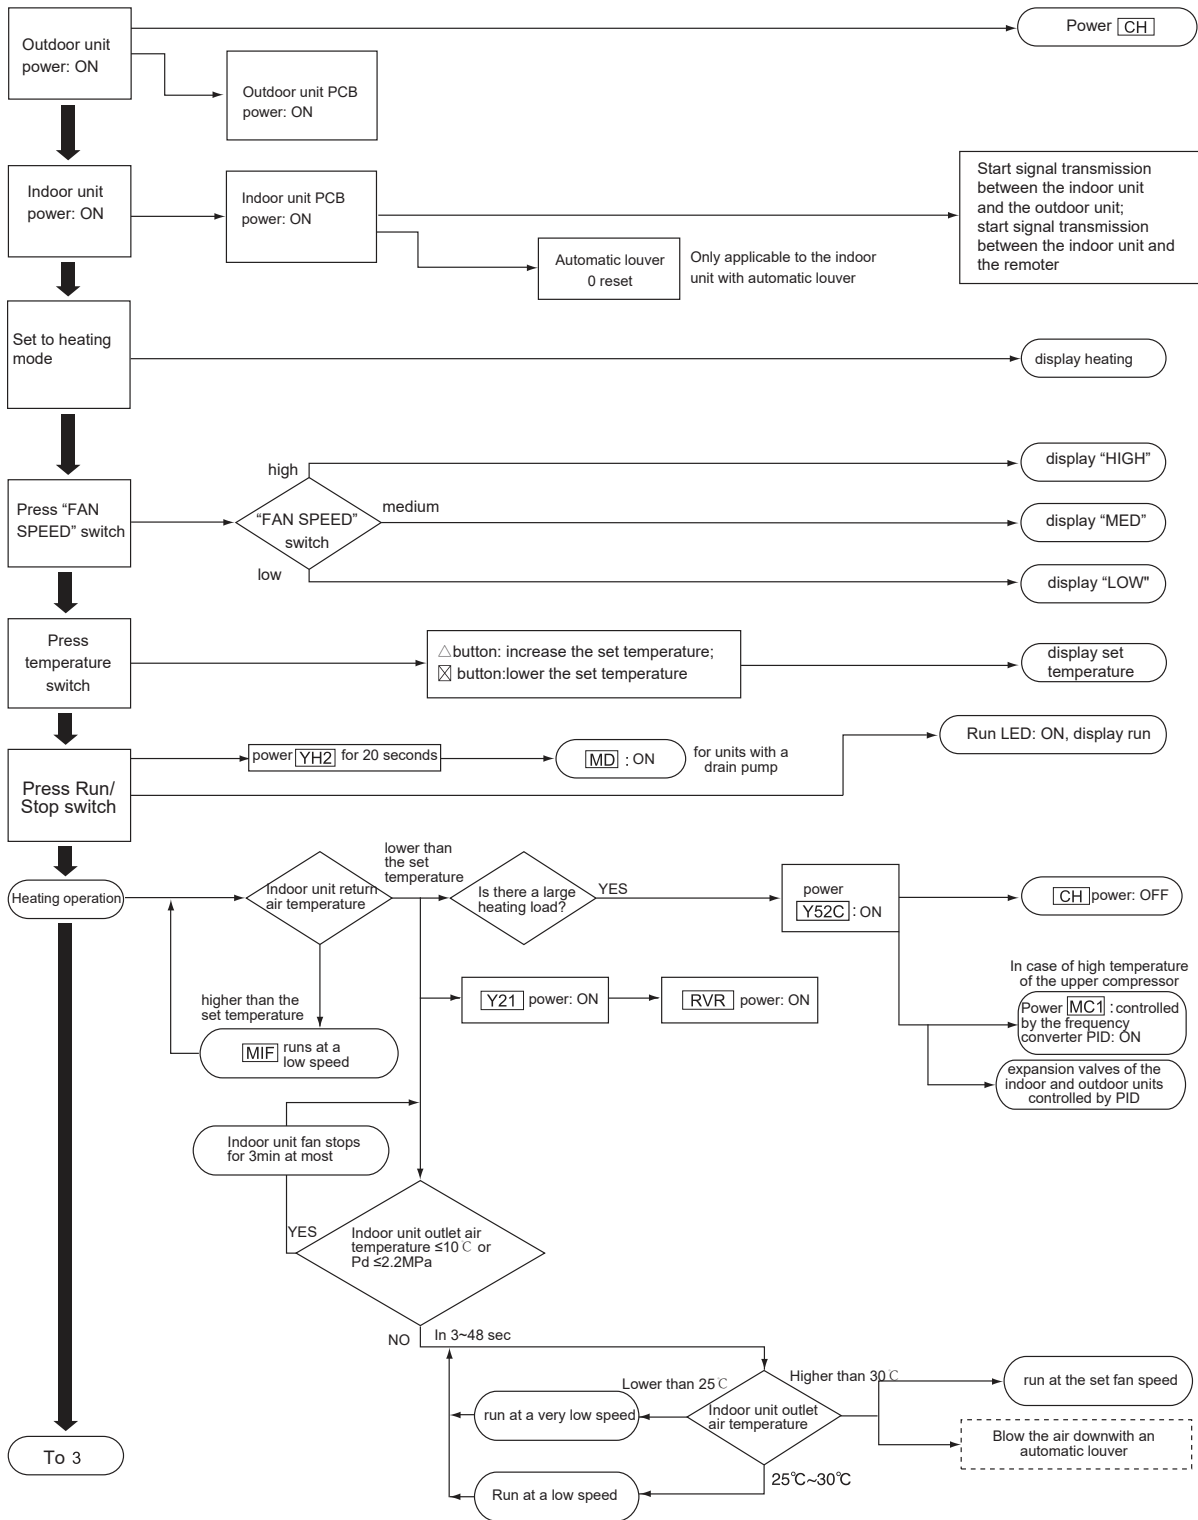 Outdoor unit
power: ON
Power CH
Outdoor unit PCB
power: ON
Indoor unit
power: ON
Indoor unit PCB
power: ON
Start signal transmission
between the indoor unit
and the outdoor unit;
start signal transmission
between the indoor unit and
the remoter
Automatic louver
0 reset
Only applicable to the indoor
unit with automatic louver
Set to heating
mode
display heating
Press “FAN
SPEED” switch
high
“FAN SPEED”
switch
medium
low
display “HIGH”
display “MED”
display “LOW"
Press
temperature
switch
△button: increase the set temperature;
☒ button:lower the set temperature
display set
temperature
Press Run/
Stop switch
power YH2 for 20 seconds
MD : ON
for units with a
drain pump
Run LED: ON, display run
Heating operation
Indoor unit return
air temperature
lower than
the set
temperature
Is there a large
heating load?
YES
power
Y52C : ON
CH power: OFF
higher than the
set temperature
MIF runs at a
low speed
Y21 power: ON
RVR power: ON
In case of high temperature
of the upper compressor
Power MC1 : controlled
by the frequency
converter PID: ON
expansion valves of the
indoor and outdoor units
controlled by PID
Indoor unit fan stops
for 3min at most
YES
Indoor unit outlet air
temperature ≤10℃ or
Pd ≤2.2MPa
NO
In 3~48 sec
Lower than 25℃
Higher than 30℃
run at a very low speed
Indoor unit outlet
air temperature
run at the set fan speed
Blow the air downwith an
automatic louver
25℃~30℃
Run at a low speed
To 3